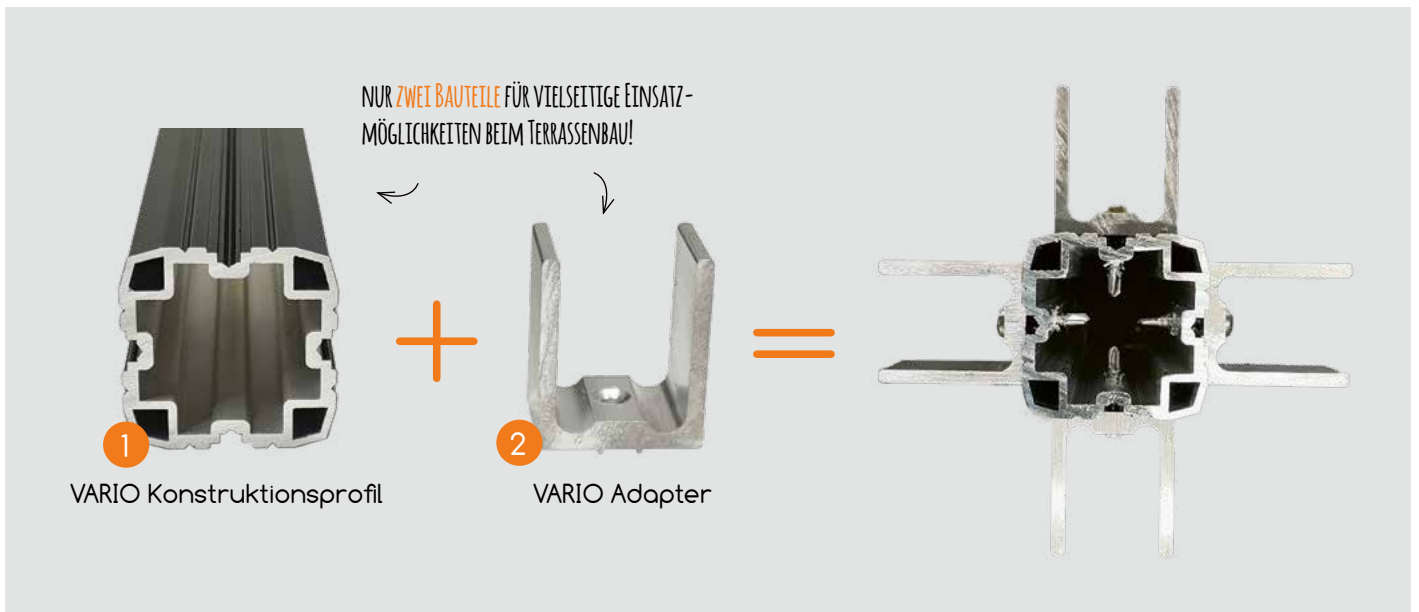 NUR ZWEI BAUTEILE FÜR VIELSEITIGE EINSATZ-
MÖGLICHKEITEN BEIM TERRASSENBAU!
1
2
VARIO Konstruktionsprofil
VARIO Adapter